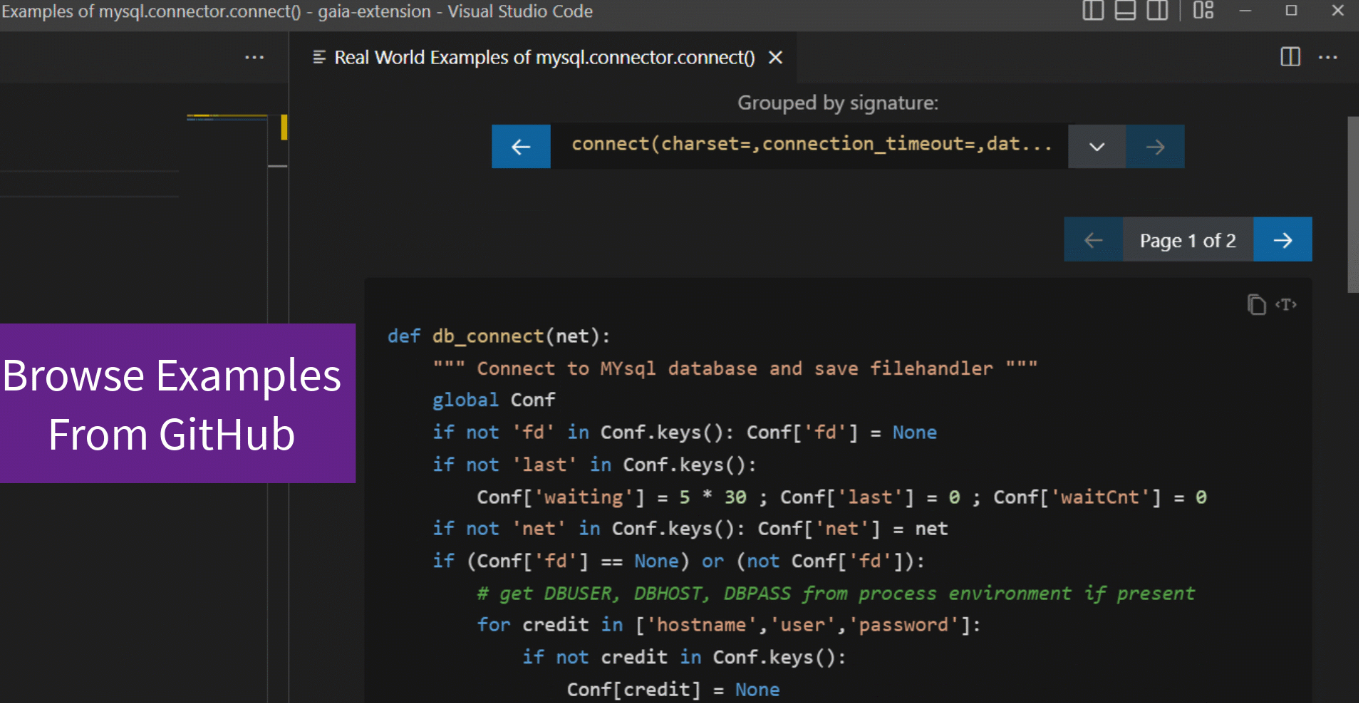 Examples of mysql.connector.connect() - gaia-extension - Visual Studio Code
Real World Examples of mysql.connector.connect()
Grouped by signature:
connect(charset=,connection_timeout=,dat...
Page 1 of 2
<T>
Browse Examples
From GitHub
def db_connect(net):
    """ Connect to MYsql database and save filehandler """
    global Conf
    if not 'fd' in Conf.keys(): Conf['fd'] = None
    if not 'last' in Conf.keys():
        Conf['waiting'] = 5 * 30 ; Conf['last'] = 0 ; Conf['waitCnt'] = 0
    if not 'net' in Conf.keys(): Conf['net'] = net
    if (Conf['fd'] == None) or (not Conf['fd']):
        # get DBUSER, DBHOST, DBPASS from process environment if present
        for credit in ['hostname','user','password']:
            if not credit in Conf.keys():
                Conf[credit] = None